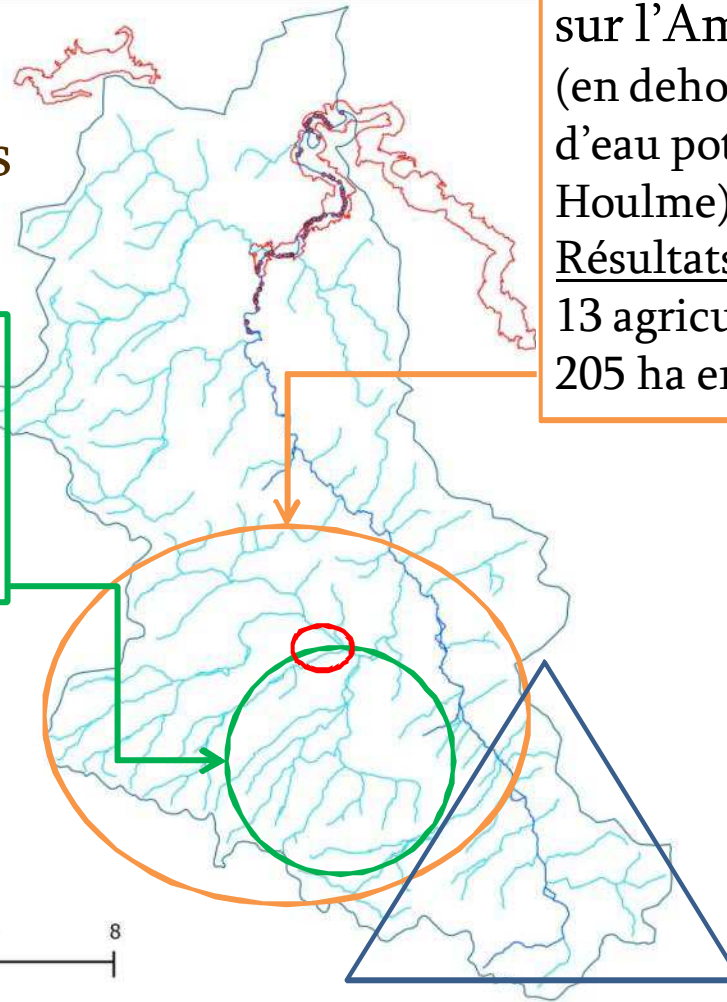 sur l’Am
(en deho
d’eau pot
Houlme)
Résultats
13 agricu
205 ha en
s
8